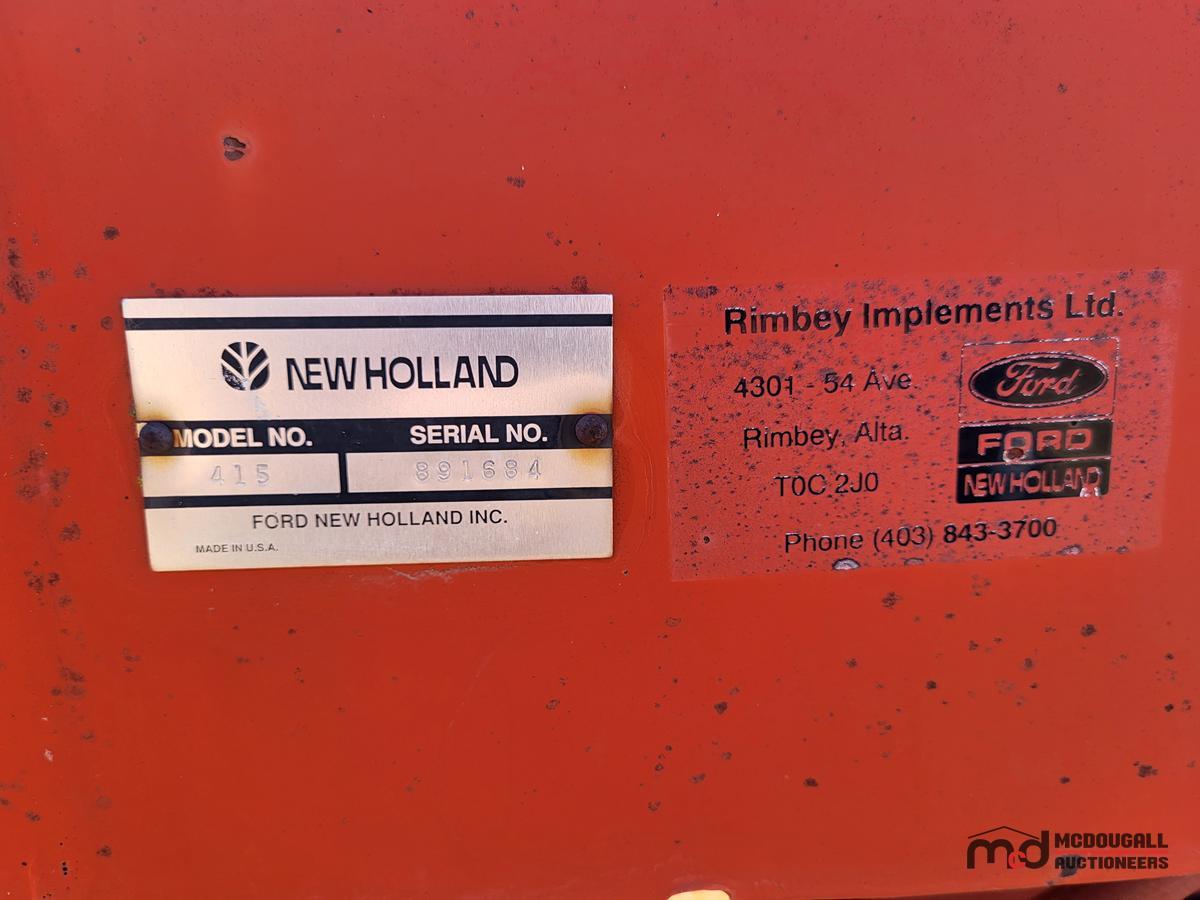 NEW HOLLAND
MODEL NO. SERIAL NO.
415 891684
FORD NEW HOLLAND INC.
MADE IN U.S.A.
Rimbey Implements Ltd.
4301 - 54 Ave.
Rimbey, Alta.
T0C 2J0
Phone (403) 843-3700
Ford
FORD
NEW HOLLAND
md MCDOUGALL
AUCTIONEERS